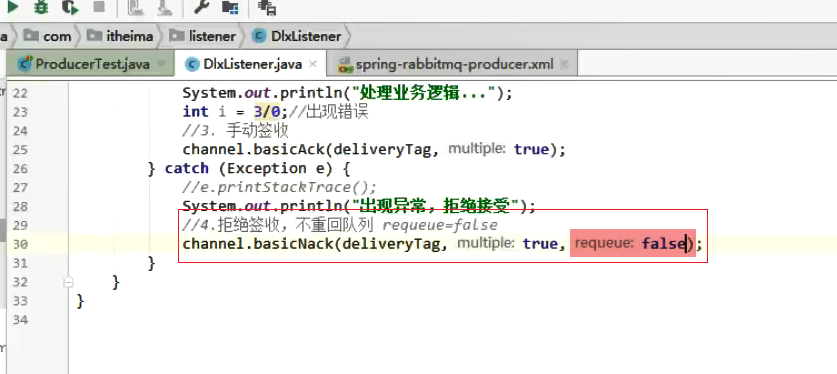 com itheima listener DlxListener
ProducerTest.java DlxListener.java spring-rabbitmq-producer.xml
22 System.out.println("处理业务逻辑...");
23 int i = 3/0;//出现错误
24 //3. 手动签收
25 channel.basicAck(deliveryTag, multiple: true);
26 } catch (Exception e) {
27 //e.printStackTrace();
28 System.out.println("出现异常，拒绝接受");
29 //4.拒绝签收，不重回队列 requeue=false
30 channel.basicNack(deliveryTag, multiple: true, requeue: false);
31 }
32 }
33 }
34